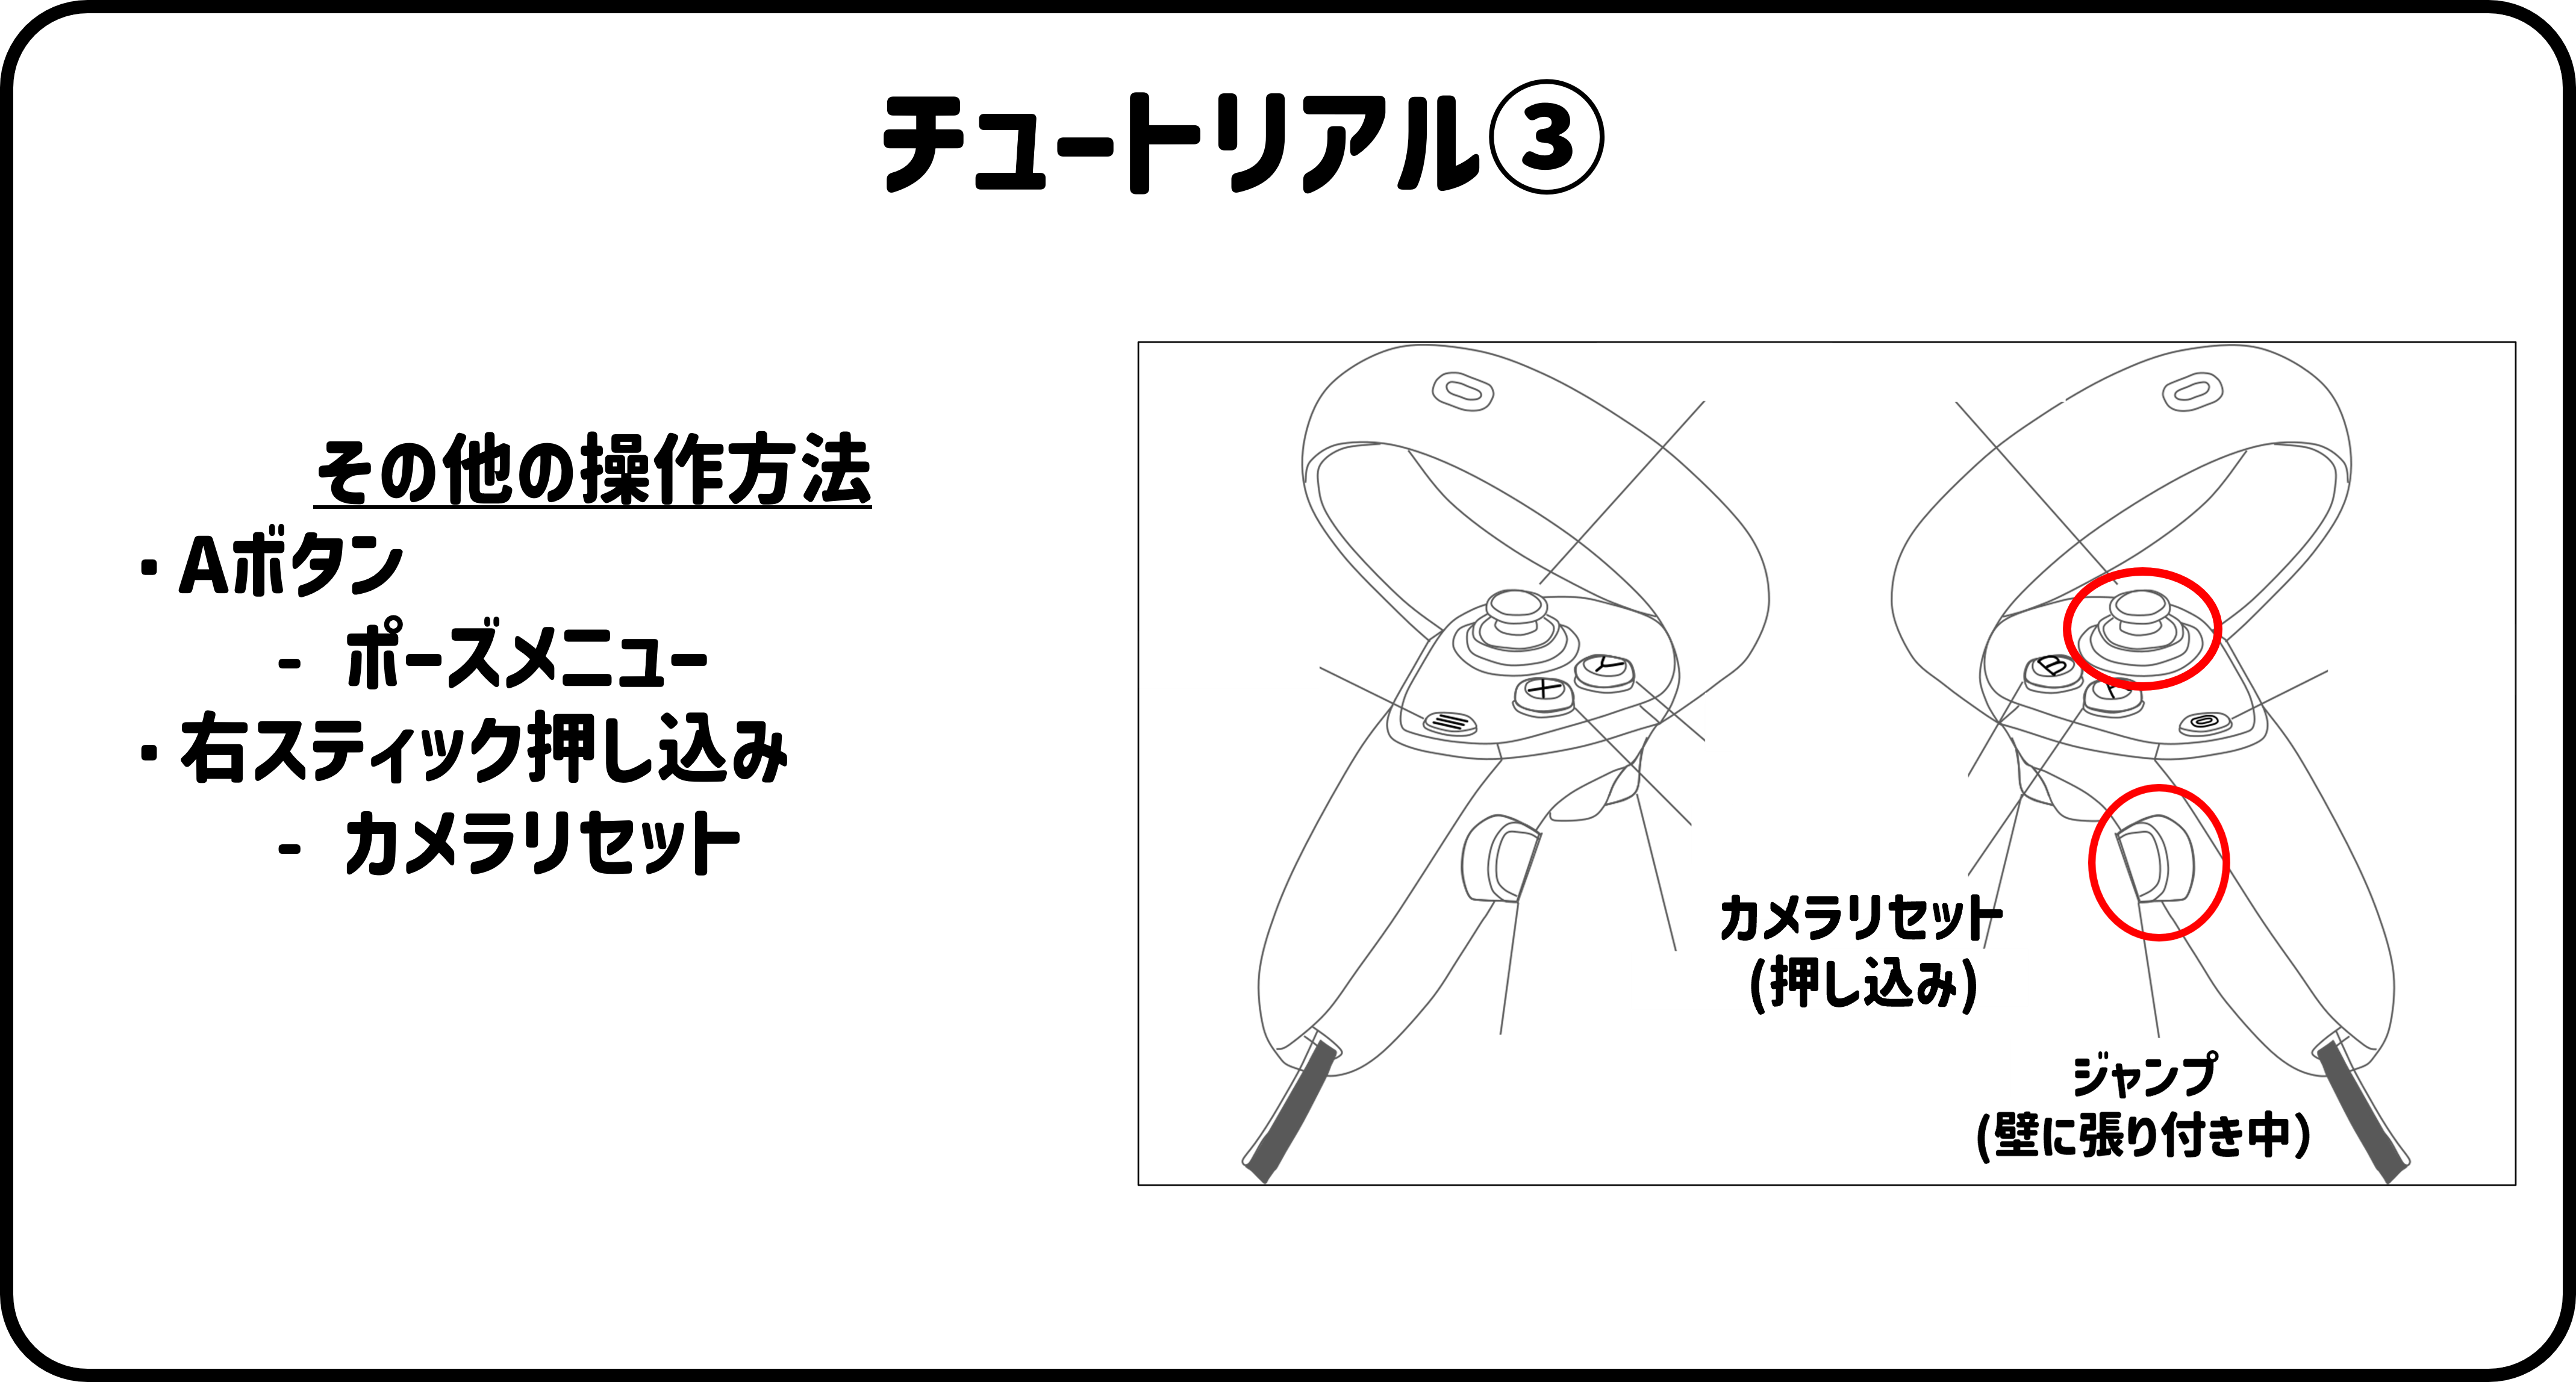 チュートリアル③
その他の操作方法
・Aボタン
- ポーズメニュー
・右スティック押し込み
- カメラリセット
Y
X
B
A
カメラリセット
(押し込み)
ジャンプ
(壁に張り付き中)